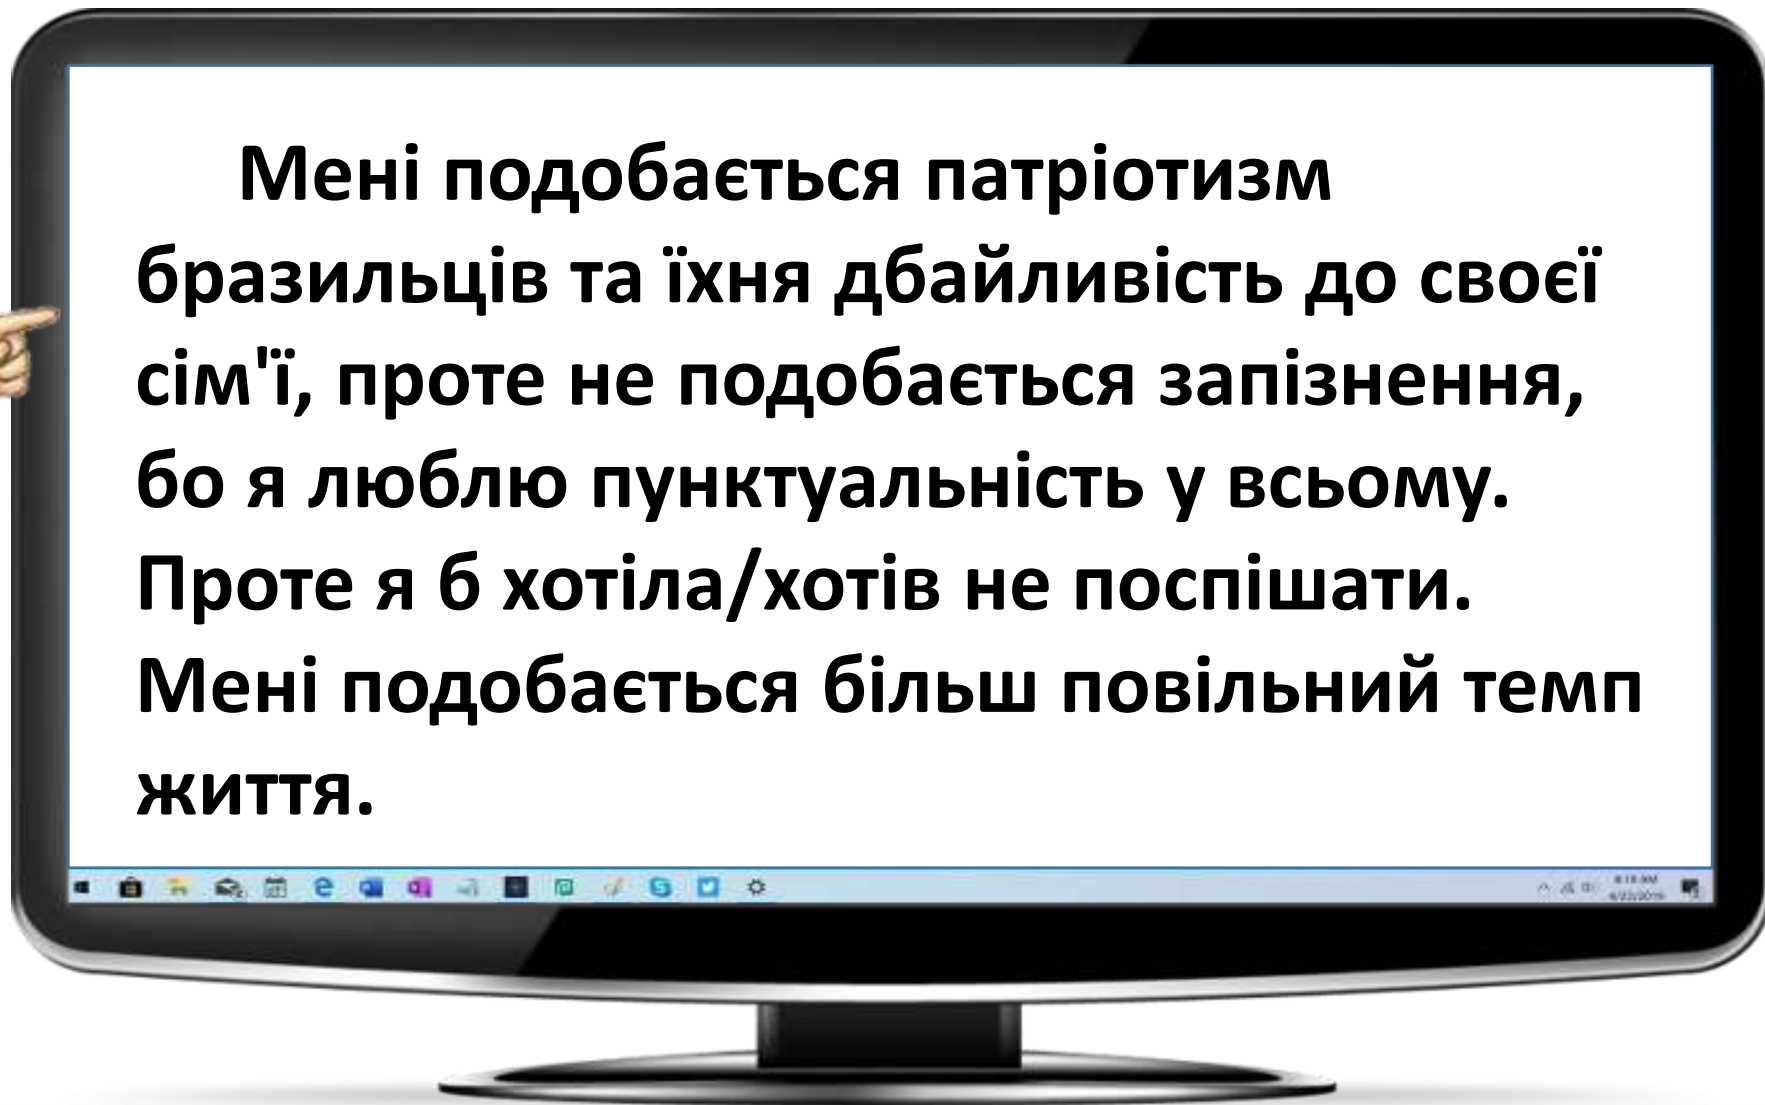 Мені подобається патріотизм
бразильців та їхня дбайливість до своєї
сім'ї, проте не подобається запізнення,
бо я люблю пунктуальність у всьому.
Проте я б хотіла/хотів не поспішати.
Мені подобається більш повільний темп
життя.